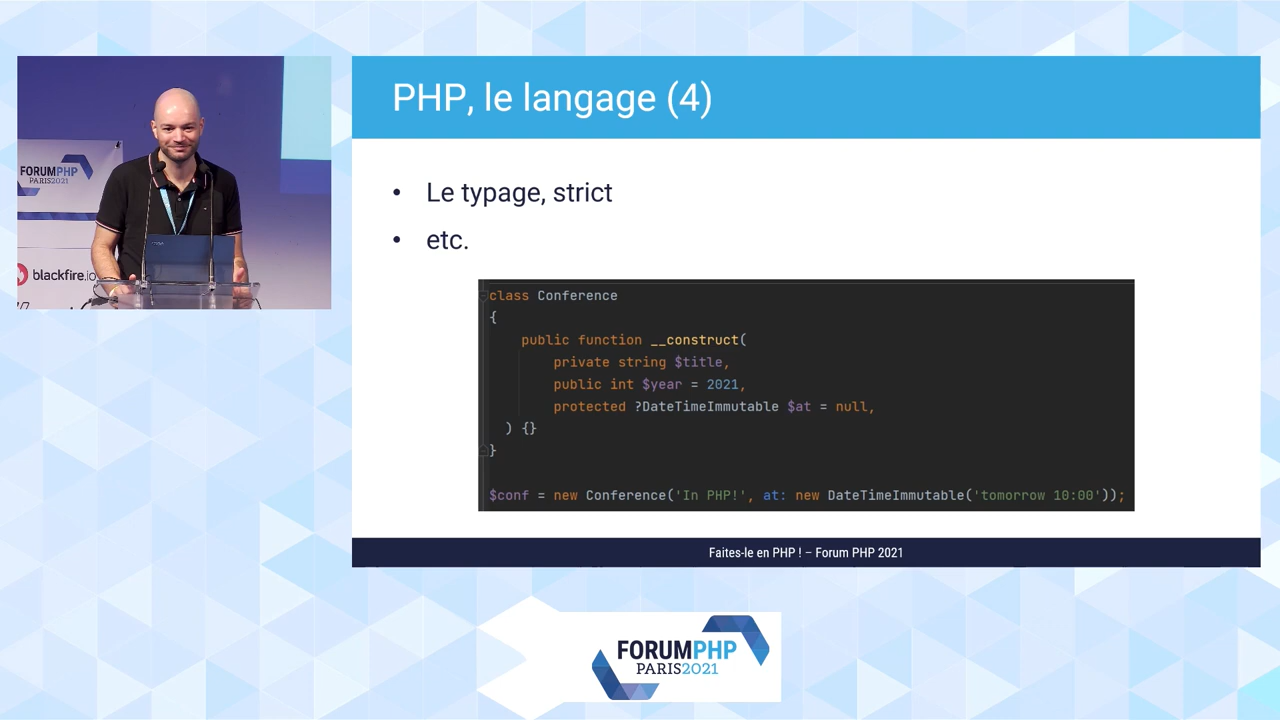 PHP, le langage (4)
FORUMPHP
PARIS2021
blackfire.io
• Le typage, strict
• etc.
class Conference
{
public function __construct(
private string $title,
public int $year = 2021,
protected ?DateTimeImmutable $at = null,
) {}
}
$conf = new Conference('In PHP!', at: new DateTimeImmutable('tomorrow 10:00'));
Faites-le en PHP ! – Forum PHP 2021
FORUMPHP
PARIS2021